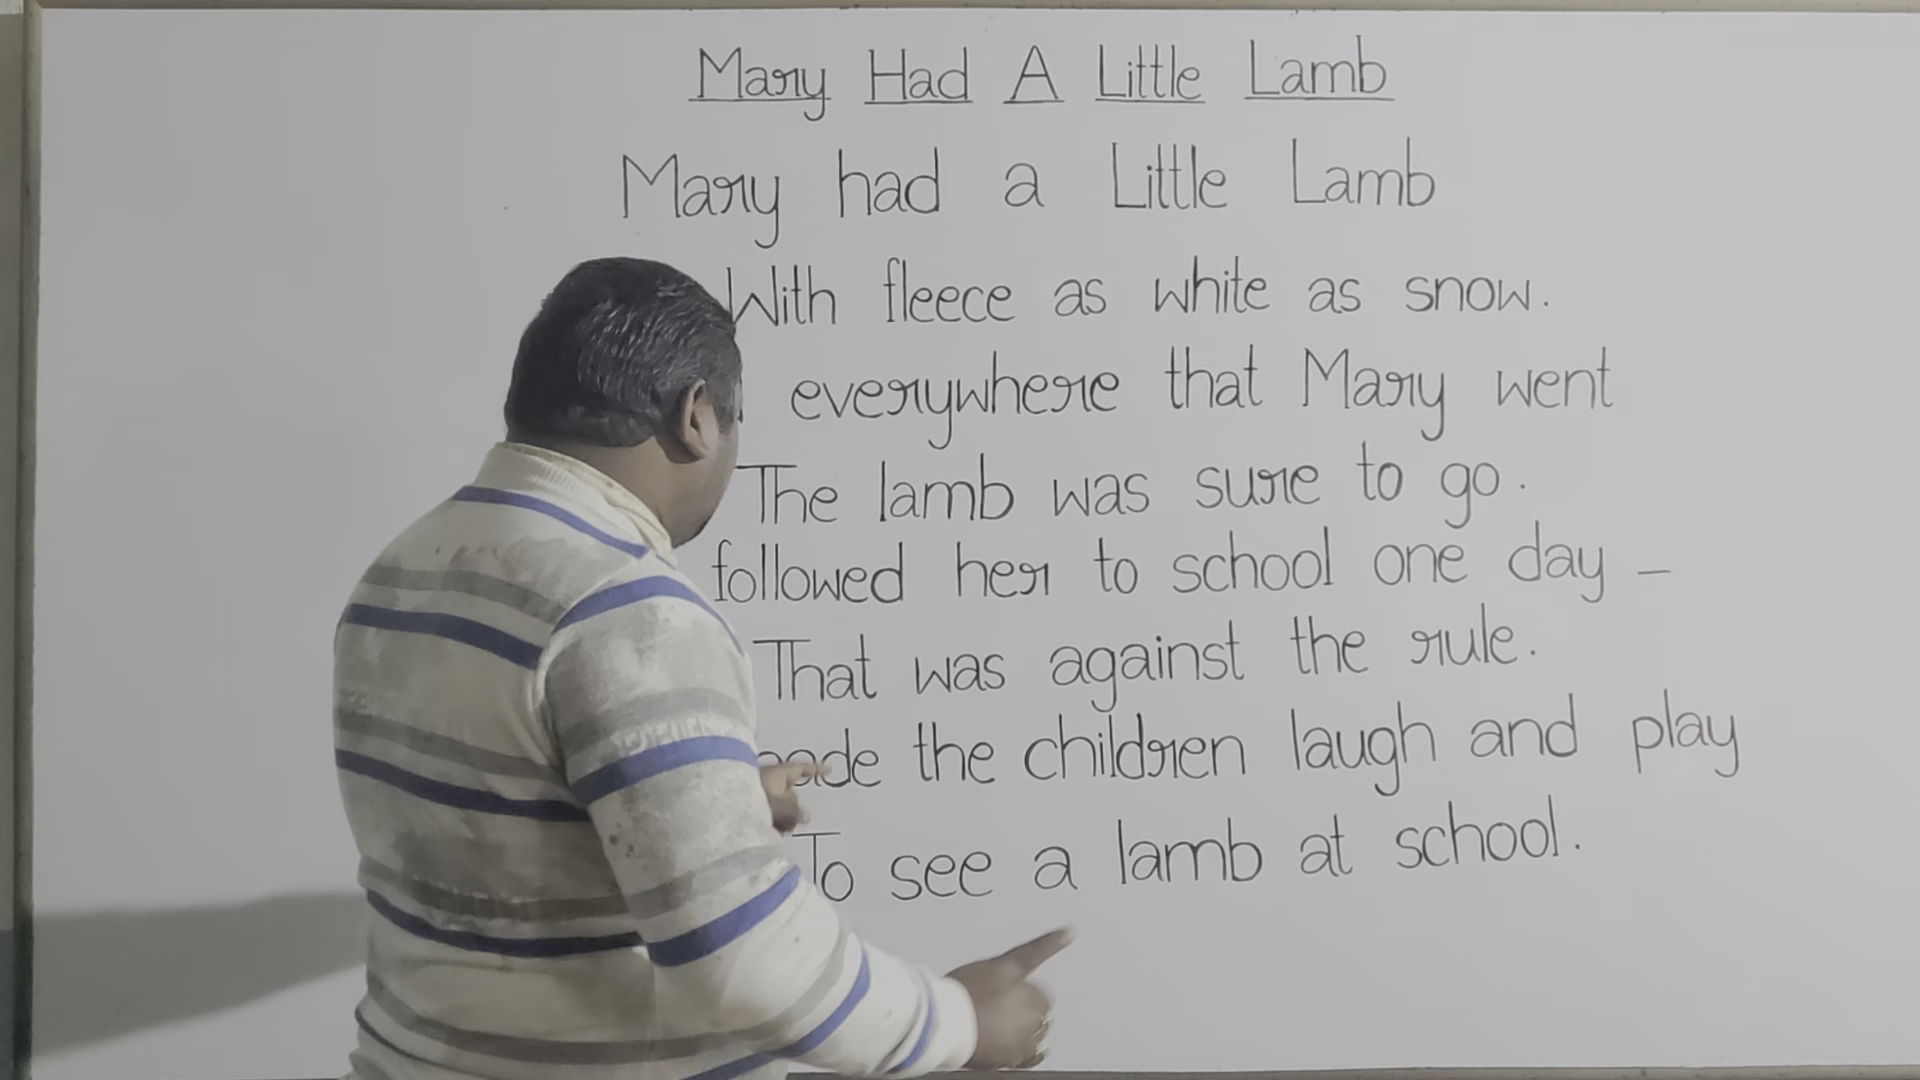 Mary Had A Little Lamb
Mary had a Little Lamb
With fleece as white as snow.
everywhere that Mary went
The lamb was sure to go.
followed her to school one day –
That was against the rule.
the children laugh and play
To see a lamb at school.